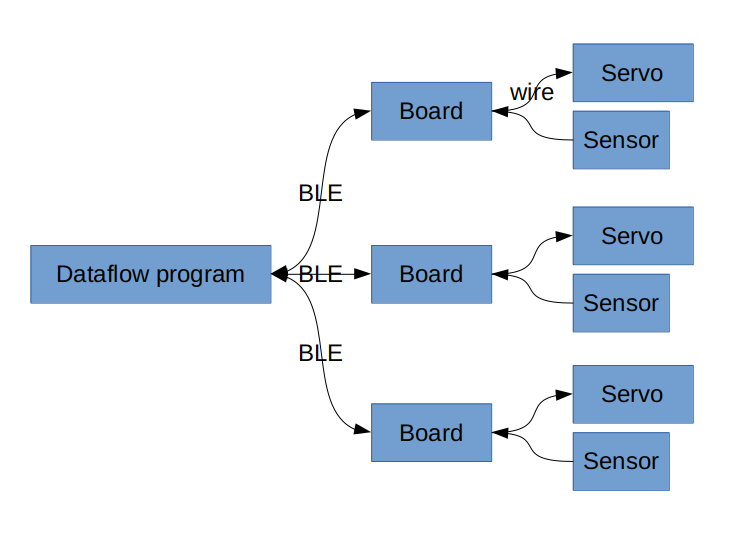 Servo
wire
Board
Sensor
BLE
Servo
Dataflow program
BLE
Board
Sensor
BLE
Servo
Board
Sensor